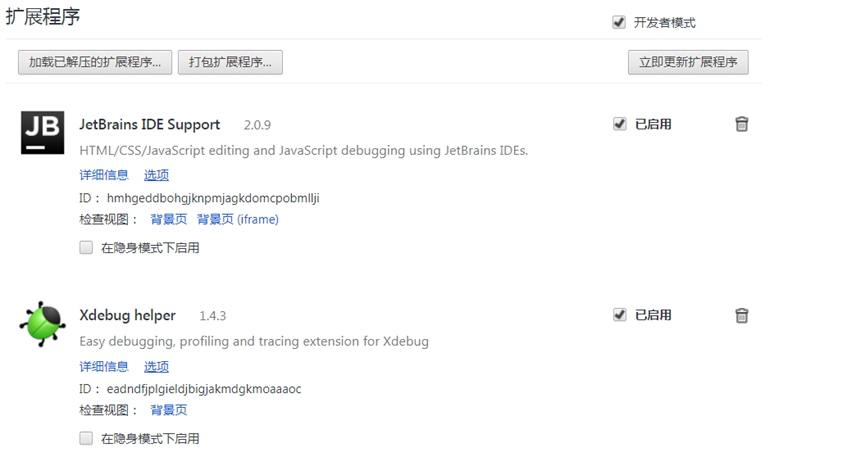 扩展程序
开发者模式
加载已解压的扩展程序... 打包扩展程序... 立即更新扩展程序
JB
JetBrains IDE Support 2.0.9 已启用
HTML/CSS/JavaScript editing and JavaScript debugging using JetBrains IDEs.
详细信息 选项
ID： hmhgeddbohgjknpmjagkdomcpobmllji
检查视图： 背景页 背景页 (iframe)
在隐身模式下启用
Xdebug helper 1.4.3 已启用
Easy debugging, profiling and tracing extension for Xdebug
详细信息 选项
ID： eadndfjplgieldjbigjakmdgkmoaaaoc
检查视图： 背景页
在隐身模式下启用